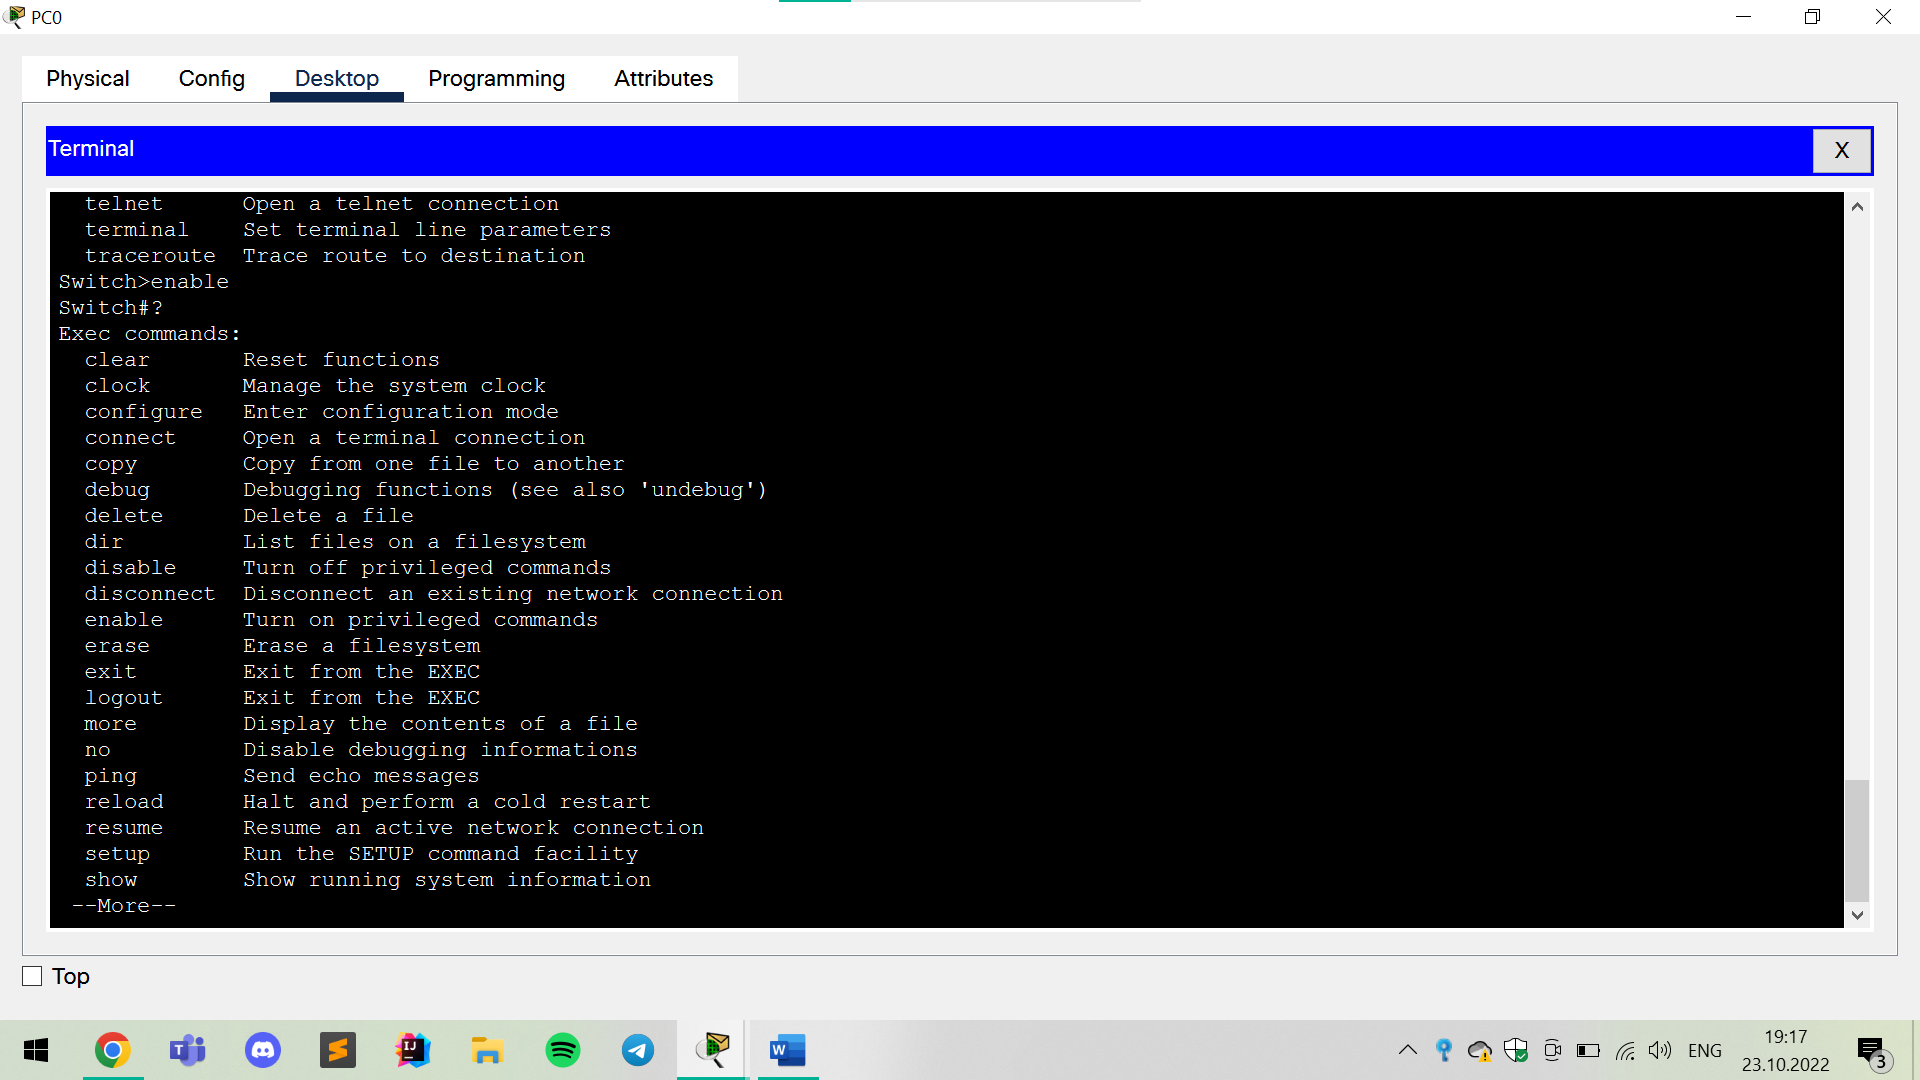 PC0
Physical Config Desktop Programming Attributes
Terminal X
telnet Open a telnet connection
terminal Set terminal line parameters
traceroute Trace route to destination
Switch>enable
Switch#?
Exec commands:
clear Reset functions
clock Manage the system clock
configure Enter configuration mode
connect Open a terminal connection
copy Copy from one file to another
debug Debugging functions (see also 'undebug')
delete Delete a file
dir List files on a filesystem
disable Turn off privileged commands
disconnect Disconnect an existing network connection
enable Turn on privileged commands
erase Erase a filesystem
exit Exit from the EXEC
logout Exit from the EXEC
more Display the contents of a file
no Disable debugging informations
ping Send echo messages
reload Halt and perform a cold restart
resume Resume an active network connection
setup Run the SETUP command facility
show Show running system information
--More--
Top
ENG
19:17
23.10.2022
3